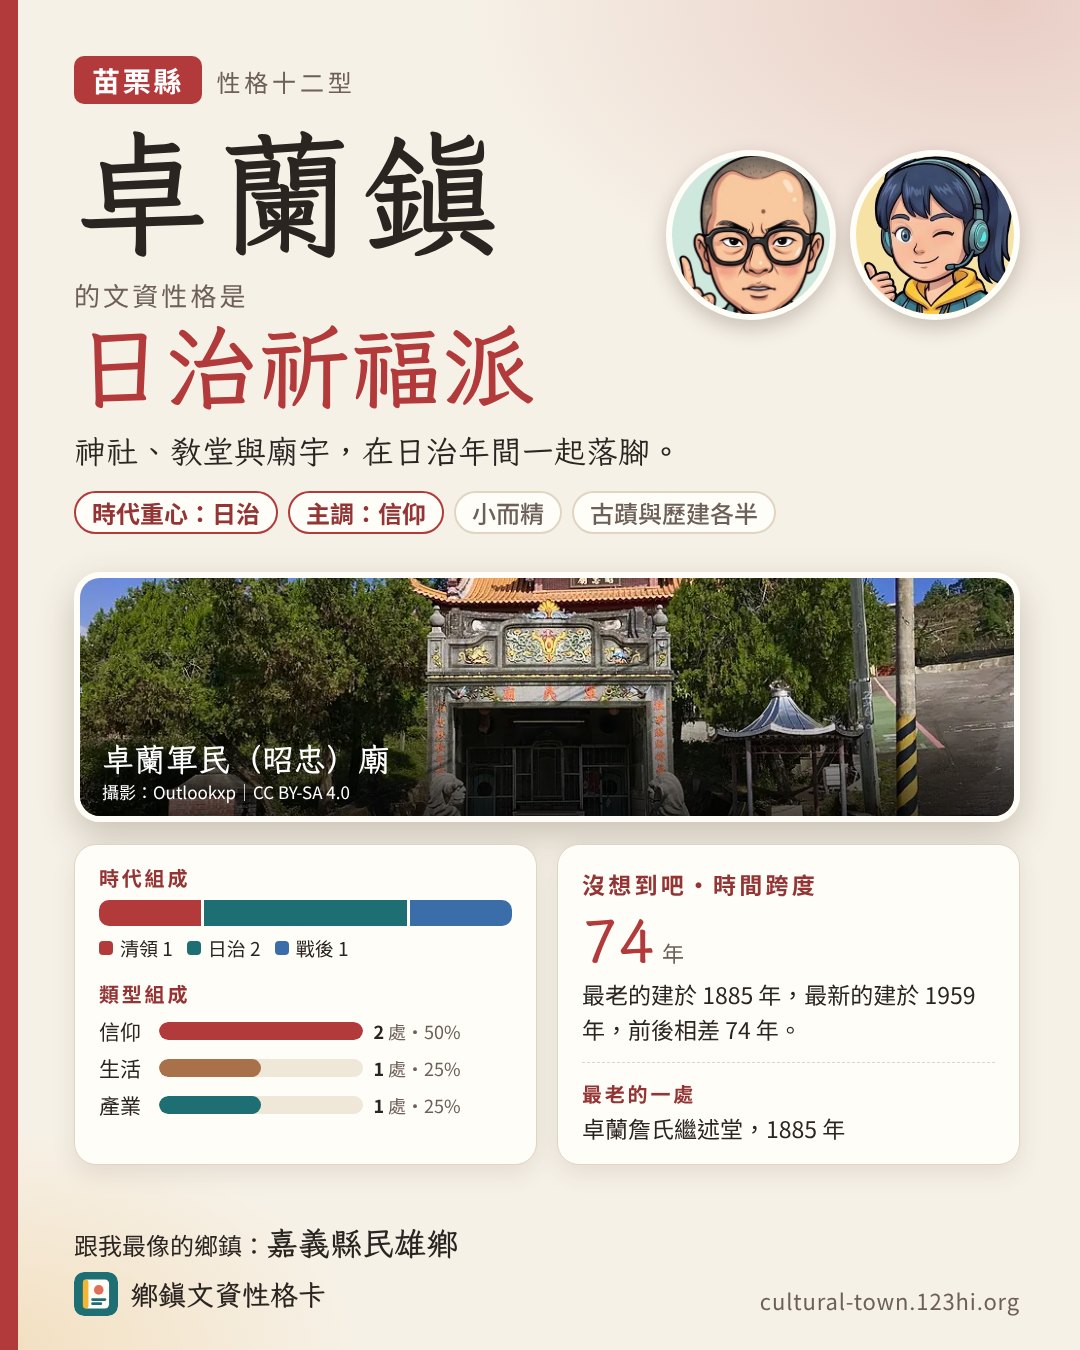 苗栗縣 性格十二型
卓蘭鎮
的文資性格是
日治祈福派
神社、教堂與廟宇，在日治年間一起落腳。
時代重心：日治 主調：信仰 小而精 古蹟與歷建各半
軍民廟
卓蘭軍民（昭忠）廟
攝影：Outlookxp｜CC BY-SA 4.0
時代組成
清領 1 日治 2 戰後 1
類型組成
信仰 2 處・50%
生活 1 處・25%
產業 1 處・25%
沒想到吧・時間跨度
74 年
最老的建於 1885 年，最新的建於 1959
年，前後相差 74 年。
最老的一處
卓蘭詹氏繼述堂，1885 年
跟我最像的鄉鎮：嘉義縣民雄鄉
鄉鎮文資性格卡
cultural-town.123hi.org